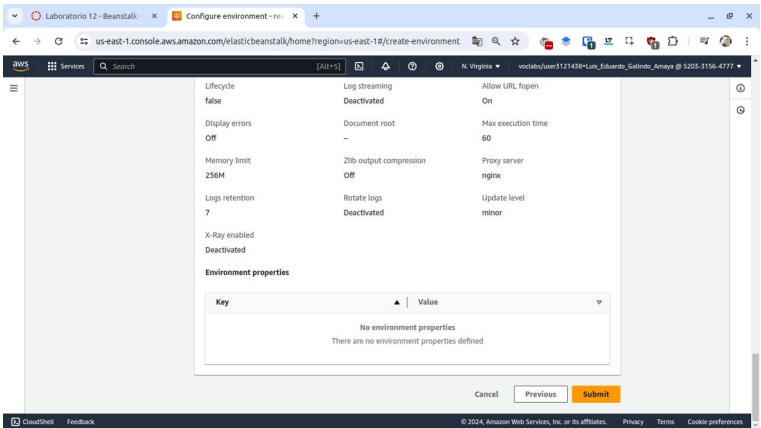 Laboratorio 12 - Beanstalk
Configure environment - rev
us-east-1.console.aws.amazon.com/elasticbeanstalk/home?region=us-east-1#/create-environment
aws
Services
Search
[Alt+S]
N. Virginia
voclabs/user3121438=Luis_Eduardo_Galindo_Amaya @ 5203-3156-4777
Lifecycle Log streaming Allow URL fopen
false Deactivated On
Display errors Document root Max execution time
Off – 60
Memory limit Zlib output compression Proxy server
256M Off nginx
Logs retention Rotate logs Update level
7 Deactivated minor
X-Ray enabled
Deactivated
Environment properties
Key Value
No environment properties
There are no environment properties defined
Cancel Previous Submit
CloudShell Feedback © 2024, Amazon Web Services, Inc. or its affiliates. Privacy Terms Cookie preferences